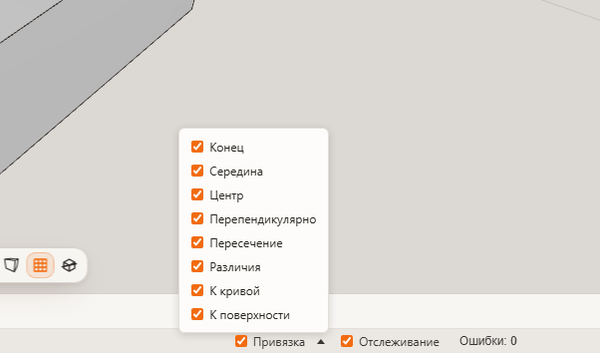 Конец
Середина
Центр
Перепендикулярно
Пересечение
Различия
К кривой
К поверхности
Привязка
Отслеживание
Ошибки: 0